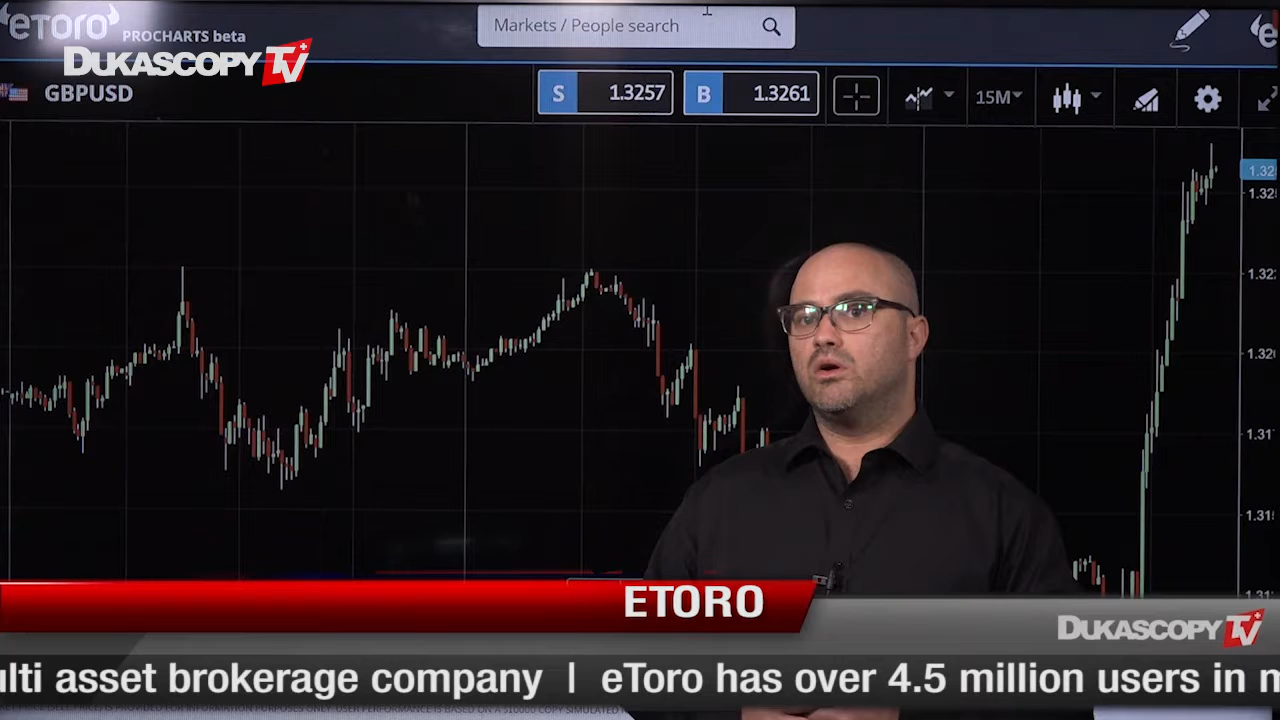 eToro
PROCHARTS beta
Markets / People search
DUKASCOPY TV
GBPUSD
S 1.3257
B 1.3261
15M
1.32
1.32
1.32
1.32
1.31
1.31
1.31
ETORO
DUKASCOPY TV
asset brokerage company | eToro has over 4.5 million users in